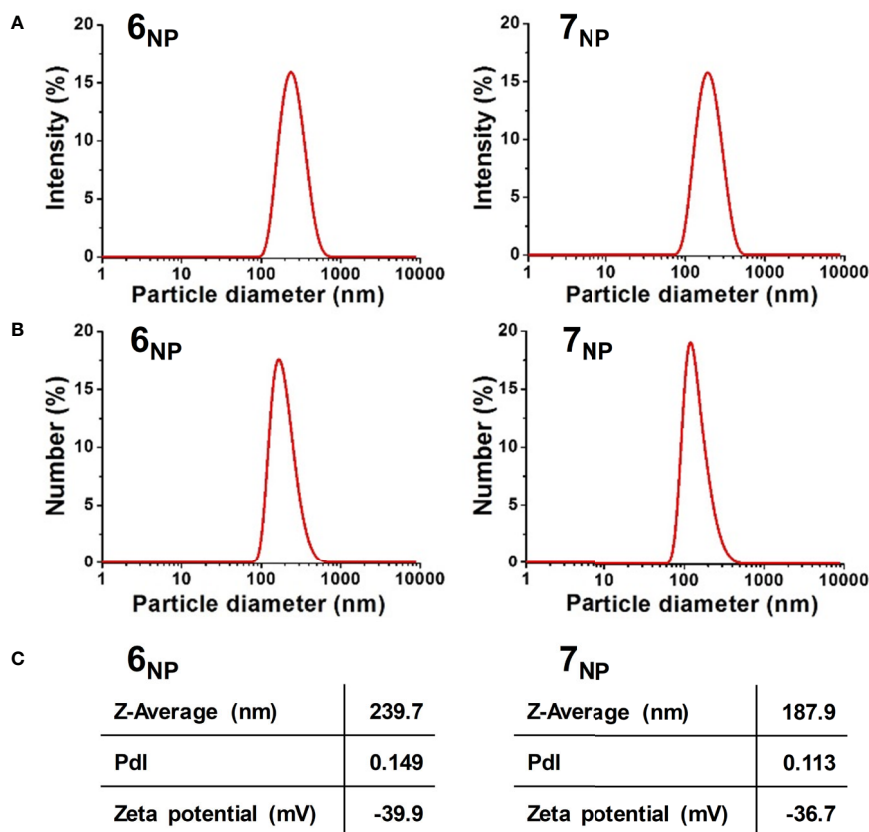 A
6NP
7NP
20
15
10
5
0
Intensity (%)
1 10 100 1000 10000
Particle diameter (nm)
20
15
10
5
0
Intensity (%)
1 10 100 1000 10000
Particle diameter (nm)
B
6NP
7NP
20
15
10
5
0
Number (%)
1 10 100 1000 10000
Particle diameter (nm)
20
15
10
5
0
Number (%)
1 10 100 1000 10000
Particle diameter (nm)
C
6NP
Z-Average (nm) 239.7
PdI 0.149
Zeta potential (mV) -39.9
7NP
Z-Average (nm) 187.9
PdI 0.113
Zeta potential (mV) -36.7